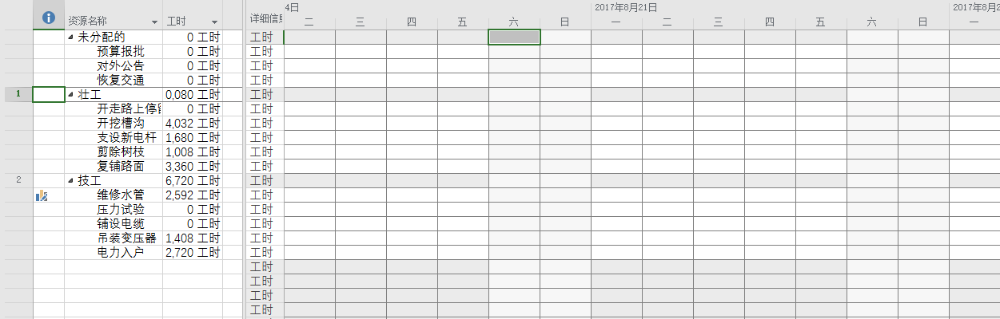 4日 2017年8月21日 2017年8月2
资源名称 工时 详细信息 二 三 四 五 六 日 一 二 三 四 五 六 日 一
未分配的 0 工时 工时
预算报批 0 工时 工时
对外公告 0 工时 工时
恢复交通 0 工时 工时
1 壮工 0,080 工时 工时
开走路上停留 0 工时 工时
开挖槽沟 4,032 工时 工时
支设新电杆 1,680 工时 工时
剪除树枝 1,008 工时 工时
复铺路面 3,360 工时 工时
2 技工 6,720 工时 工时
维修水管 2,592 工时 工时
压力试验 0 工时 工时
铺设电缆 0 工时 工时
吊装变压器 1,408 工时 工时
电力入户 2,720 工时 工时
工时
工时
工时
工时